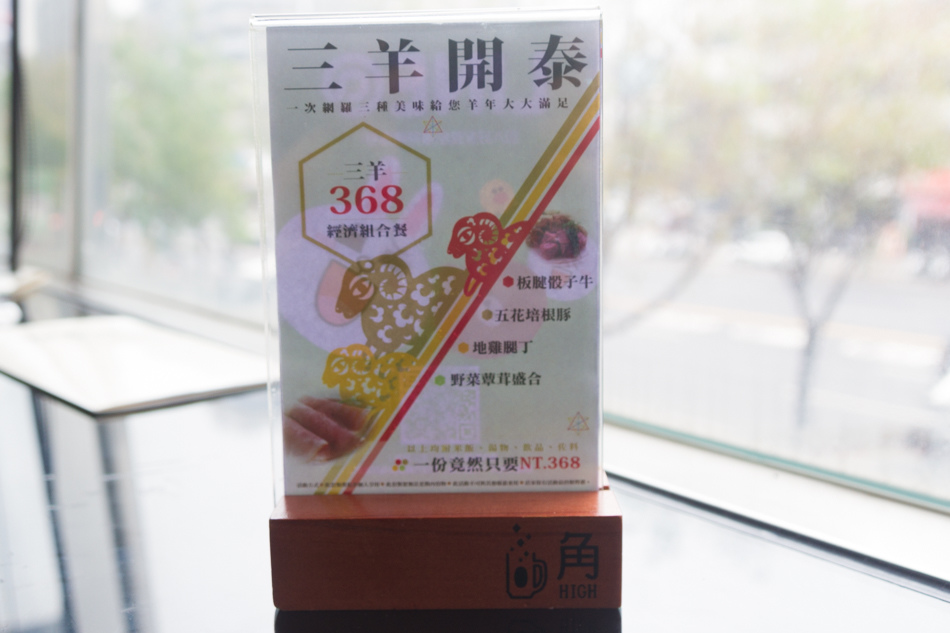 三羊開泰
一次網羅三種美味給您羊年大大滿足
三羊
368
經濟組合餐
板腱骰子牛
五花培根豚
地雞腿丁
野菜蕈茸盛合
一份竟然只要NT.368
角
HIGH